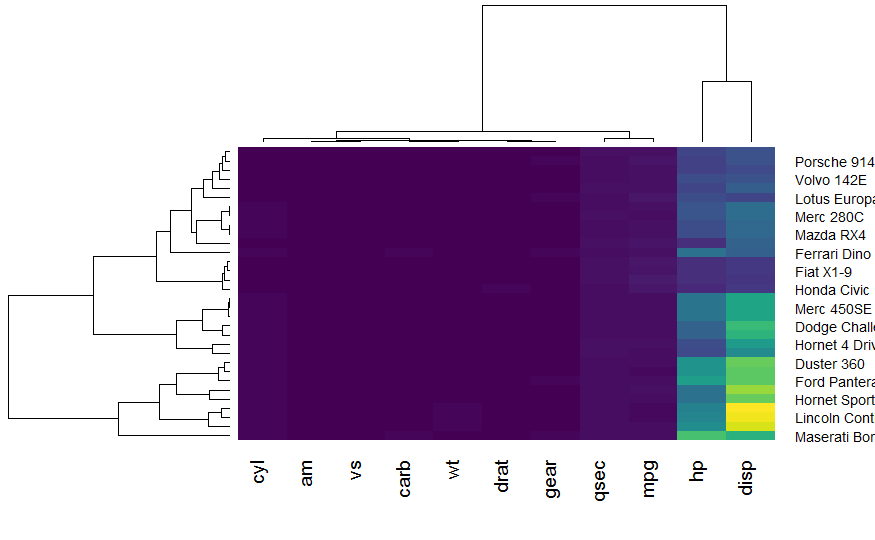 Porsche 914
Volvo 142E
Lotus Europa
Merc 280C
Mazda RX4
Ferrari Dino
Fiat X1-9
Honda Civic
Merc 450SE
Dodge Challe
Hornet 4 Driv
Duster 360
Ford Pantera
Hornet Sport
Lincoln Cont
Maserati Bor
cyl
am
vs
carb
wt
drat
gear
qsec
mpg
hp
disp